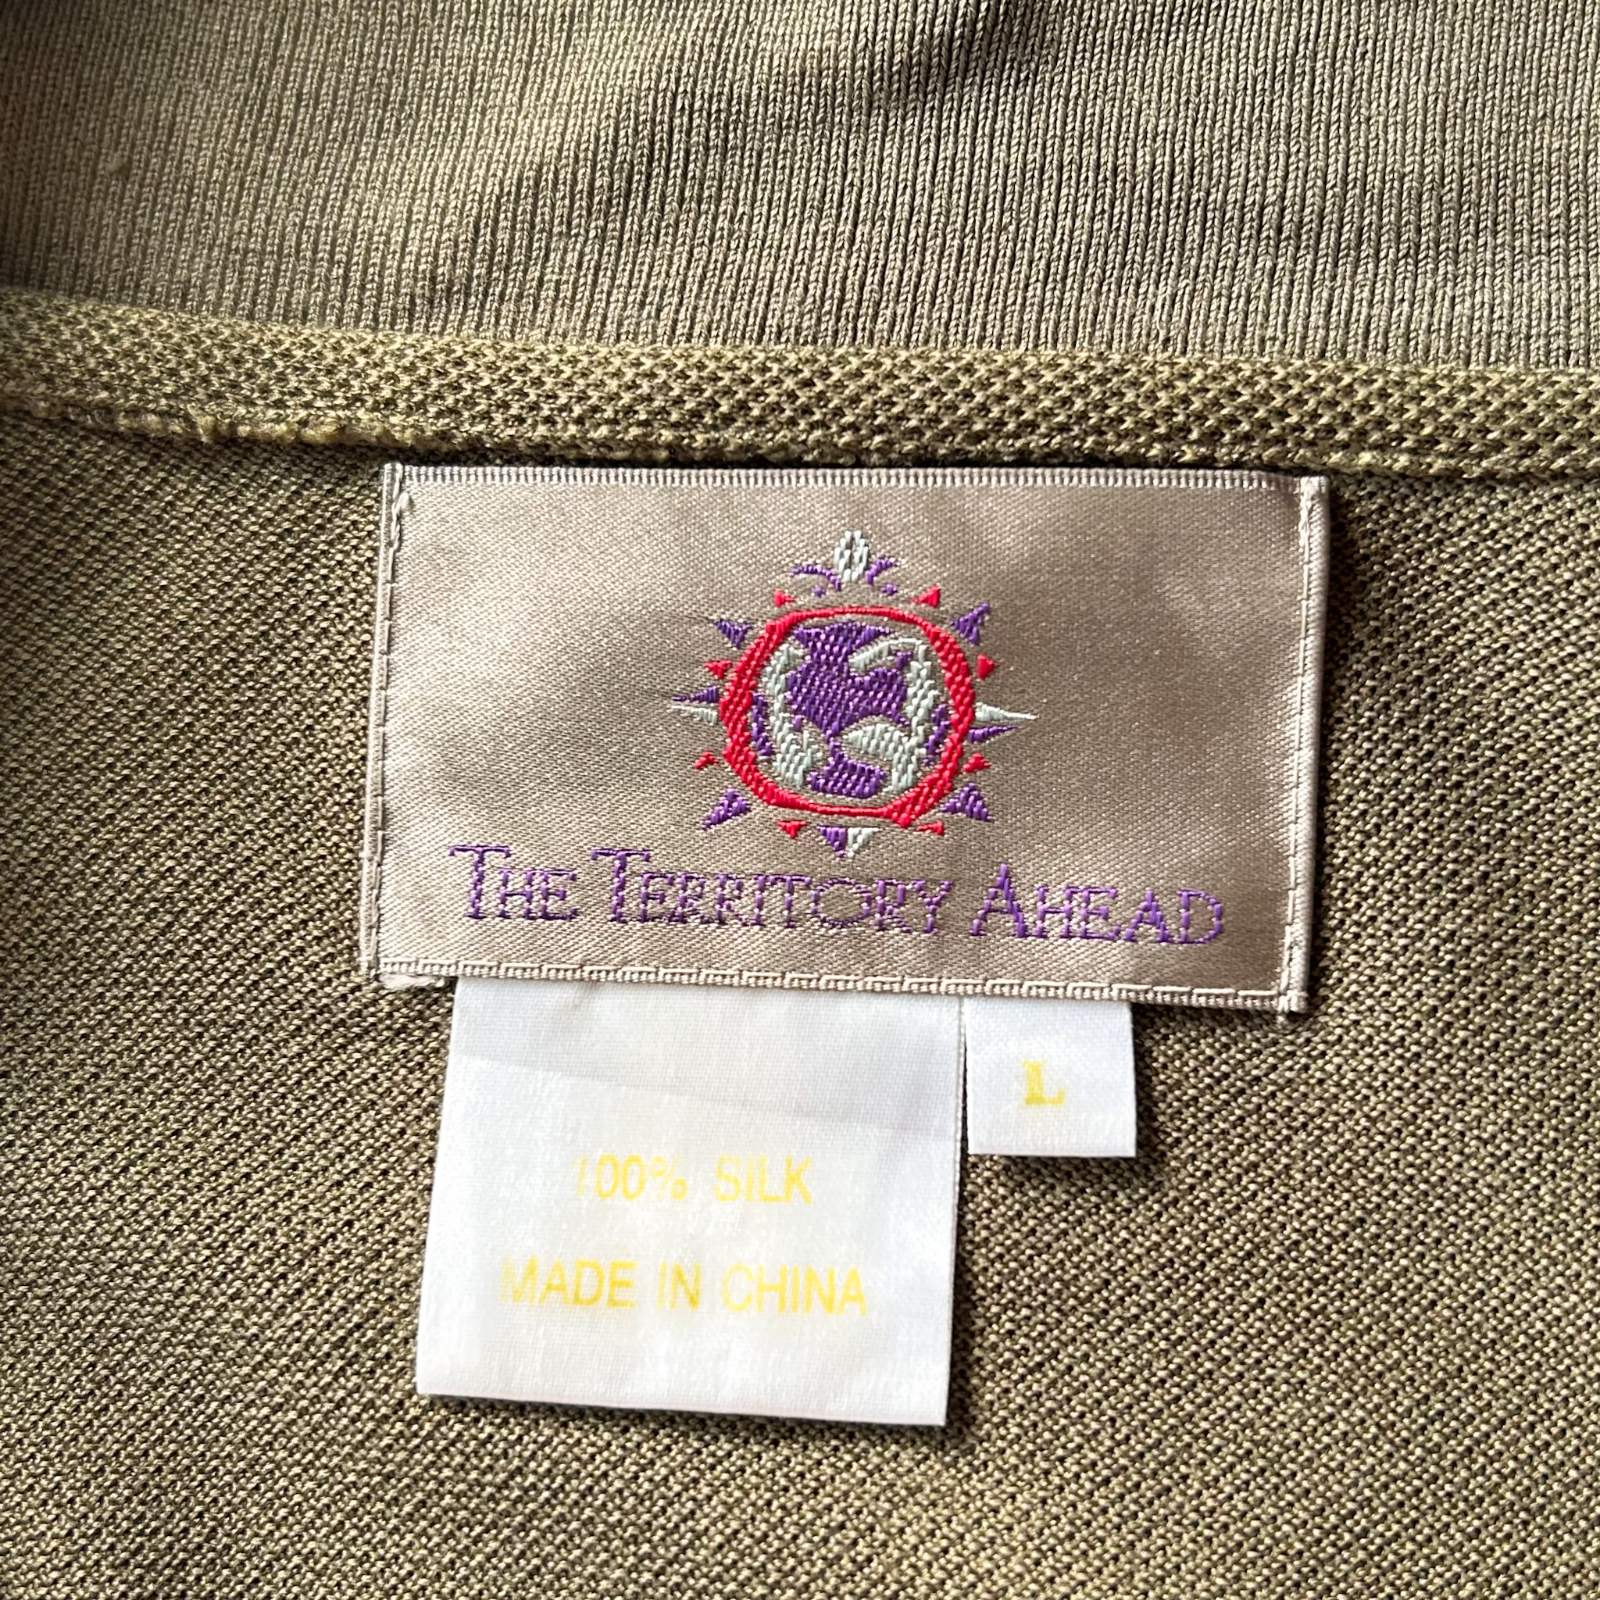 THE TERRITORY AHEAD
L
100% SILK
MADE IN CHINA